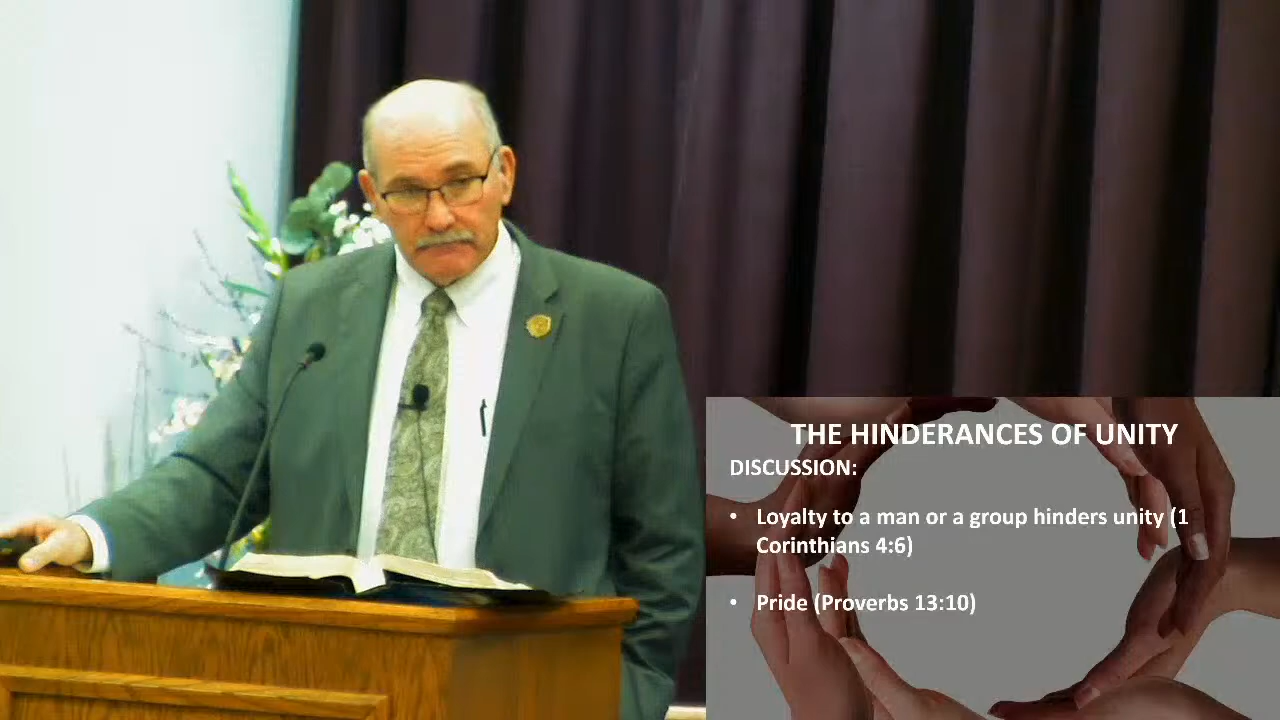 THE HINDERANCES OF UNITY
DISCUSSION:
• Loyalty to a man or a group hinders unity (1
Corinthians 4:6)
• Pride (Proverbs 13:10)